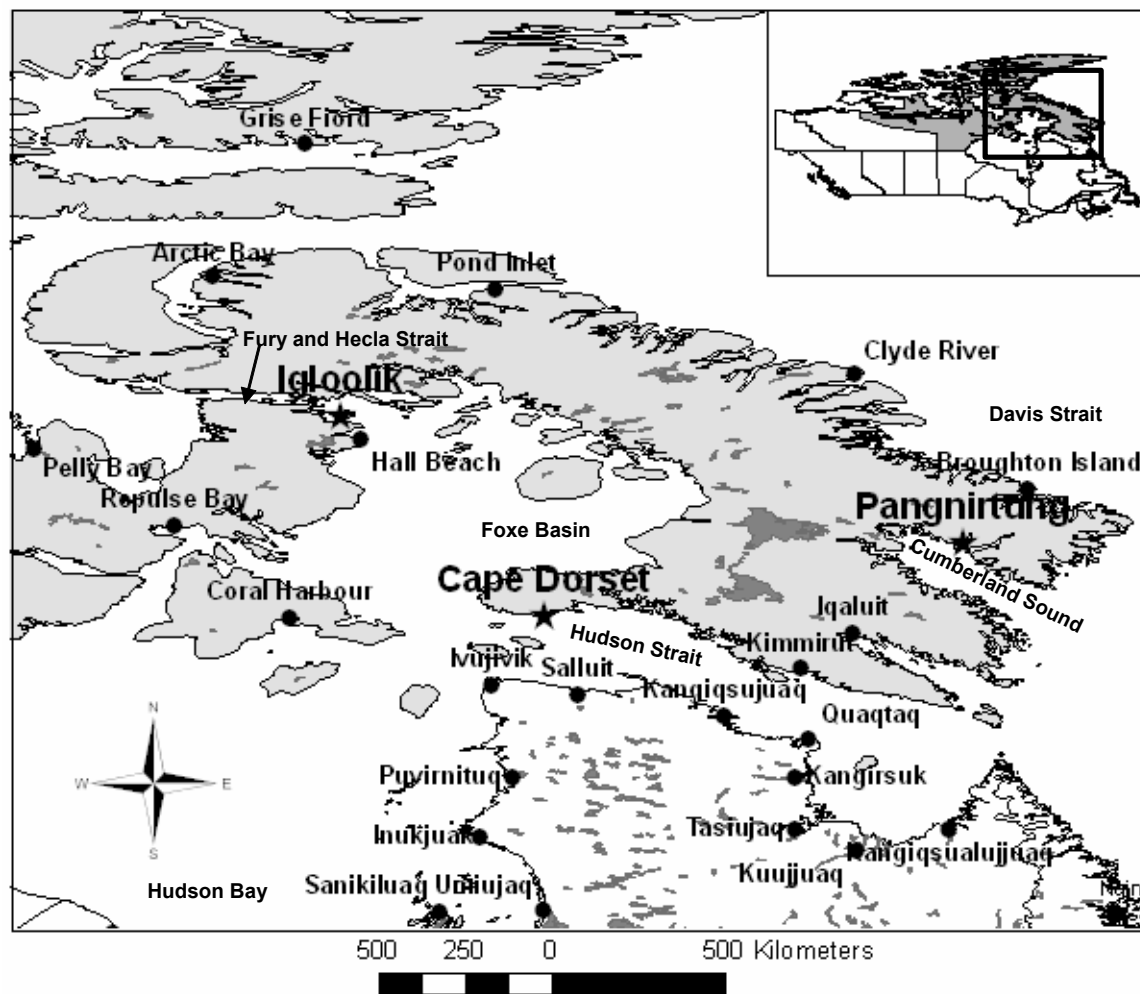 Grise Fiord
Arctic Bay
Pond Inlet
Fury and Hecla Strait
Clyde River
Igloolik
Davis Strait
Hall Beach
Pelly Bay
Broughton Island
Repulse Bay
Pangnirtung
Foxe Basin
Cumberland Sound
Cape Dorset
Coral Harbour
Iqaluit
Hudson Strait
Kimmirut
Ivujivik
Salluit
Kangiqsujuaq
Quaqtaq
N
W
E
S
Puvirnituq
Kangirsuk
Inukjuak
Tasiujaq
Kangiqsualujjuaq
Kuujjuaq
Hudson Bay
Sanikiluaq
Umiujaq
Nain
500 250 0 500 Kilometers